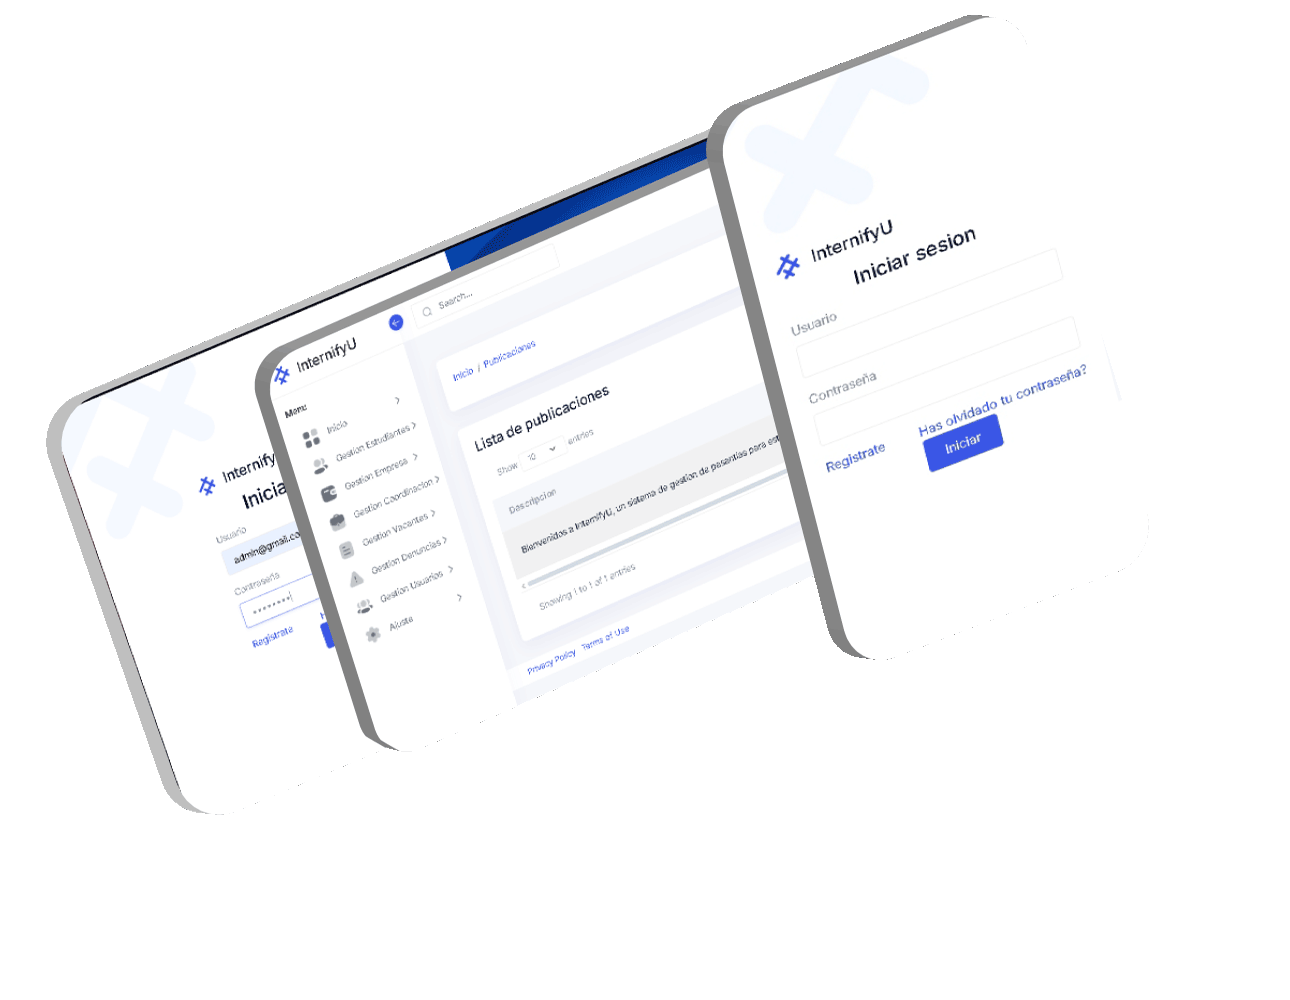 Internify
Inicia
Usuario
admin@gmail.co
Contraseña
Registrate
InternifyU
Search...
Menu
Inicio
Gestion Estudiantes
Gestion Empresa
Gestion Coordinacion
Gestion Vacantes
Gestion Denuncias
Gestion Usuarios
Ajuste
Inicio / Publicaciones
Lista de publicaciones
Show 10 entries
Descripcion
Bienvenidos a InternifyU, un sistema de gestion de pasantias para est
Showing 1 to 1 of 1 entries
Privacy Policy Terms of Use
InternifyU
Iniciar sesion
Usuario
Contraseña
Has olvidado tu contraseña?
Registrate
Iniciar